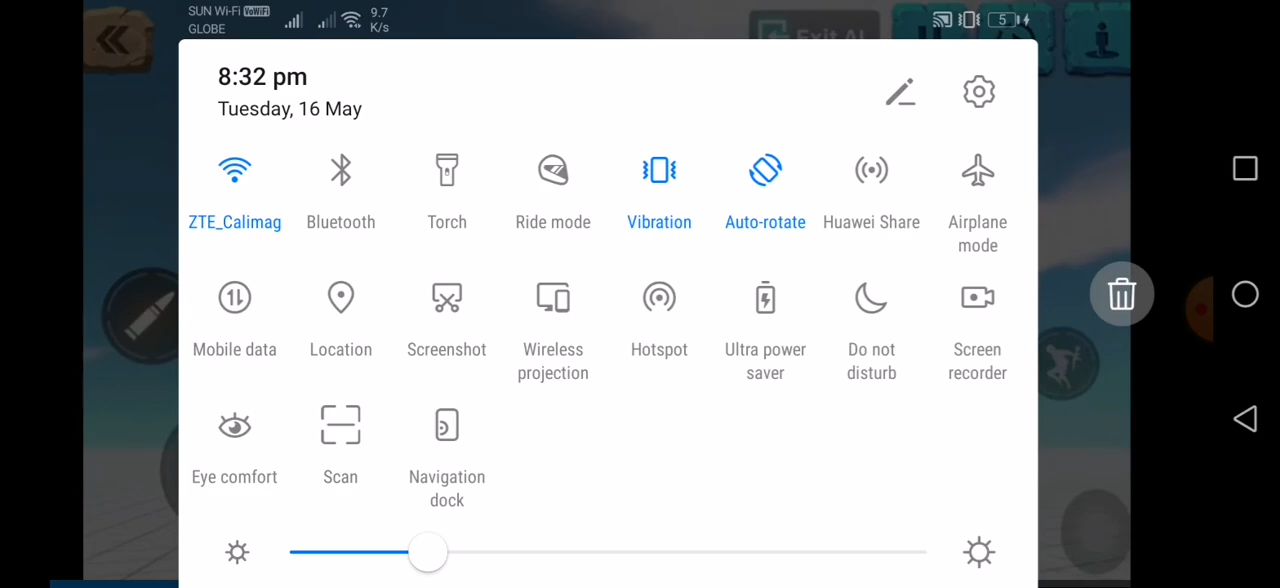 SUN Wi-Fi VoWiFi
GLOBE
9.7
K/s
5
Exit AI
8:32 pm
Tuesday, 16 May
ZTE_Calimag
Bluetooth
Torch
Ride mode
Vibration
Auto-rotate
Huawei Share
Airplane
mode
Mobile data
Location
Screenshot
Wireless
projection
Hotspot
Ultra power
saver
Do not
disturb
Screen
recorder
Eye comfort
Scan
Navigation
dock